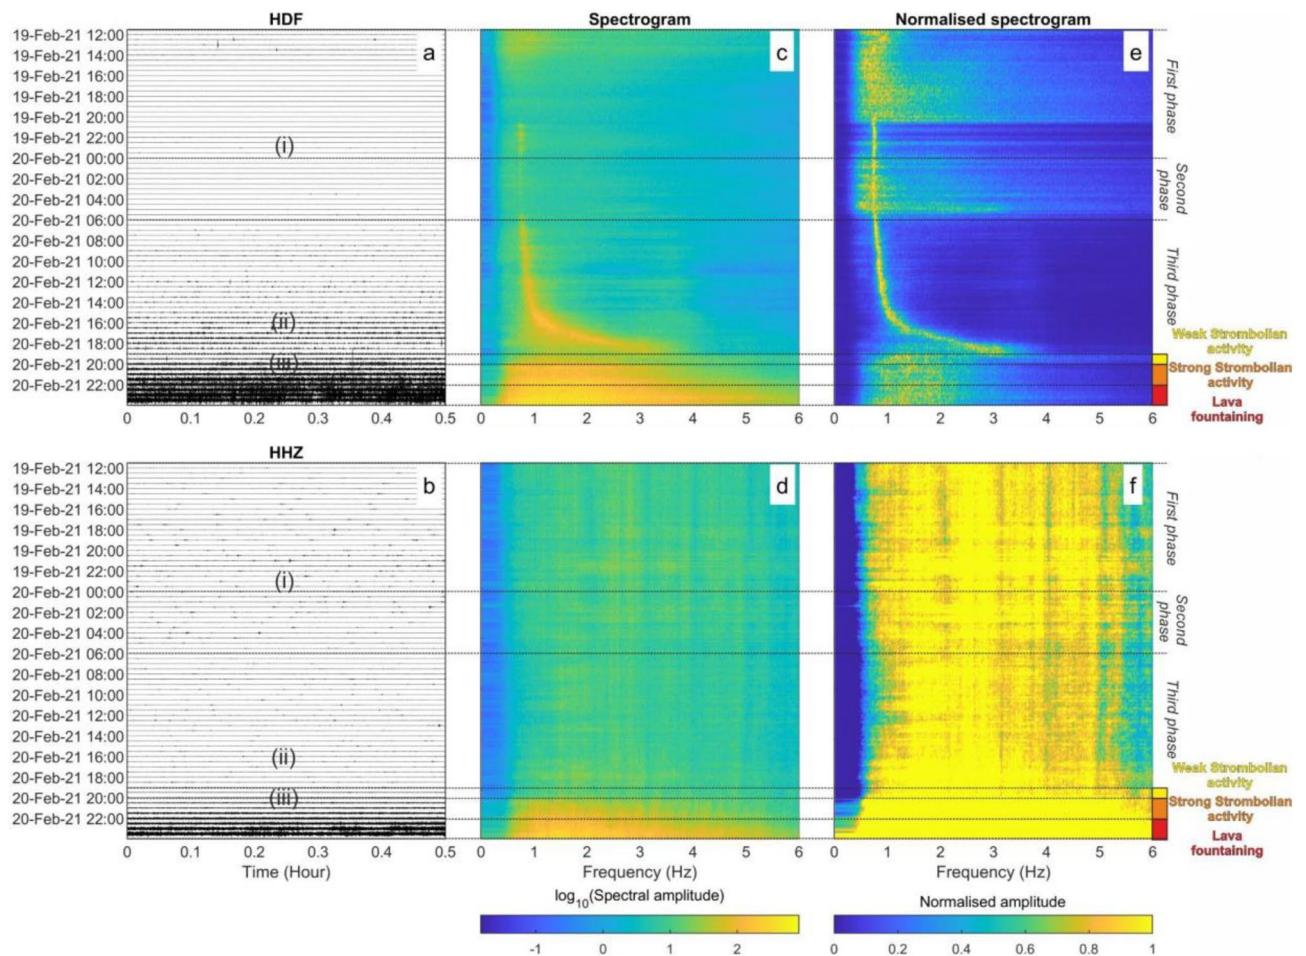 HDF
Spectrogram
Normalised spectrogram
19-Feb-21 12:00
19-Feb-21 14:00
19-Feb-21 16:00
19-Feb-21 18:00
19-Feb-21 20:00
19-Feb-21 22:00
20-Feb-21 00:00
20-Feb-21 02:00
20-Feb-21 04:00
20-Feb-21 06:00
20-Feb-21 08:00
20-Feb-21 10:00
20-Feb-21 12:00
20-Feb-21 14:00
20-Feb-21 16:00
20-Feb-21 18:00
20-Feb-21 20:00
20-Feb-21 22:00
a
(i)
(ii)
(iii)
0 0.1 0.2 0.3 0.4 0.5
c
0 1 2 3 4 5 6
e
0 1 2 3 4 5 6
First phase
Second
phase
Third phase
Weak Strombolian
activity
Strong Strombolian
activity
Lava
fountaining
HHZ
19-Feb-21 12:00
19-Feb-21 14:00
19-Feb-21 16:00
19-Feb-21 18:00
19-Feb-21 20:00
19-Feb-21 22:00
20-Feb-21 00:00
20-Feb-21 02:00
20-Feb-21 04:00
20-Feb-21 06:00
20-Feb-21 08:00
20-Feb-21 10:00
20-Feb-21 12:00
20-Feb-21 14:00
20-Feb-21 16:00
20-Feb-21 18:00
20-Feb-21 20:00
20-Feb-21 22:00
b
(i)
(ii)
(iii)
0 0.1 0.2 0.3 0.4 0.5
Time (Hour)
d
0 1 2 3 4 5 6
Frequency (Hz)
f
0 1 2 3 4 5 6
Frequency (Hz)
First phase
Second
phase
Third phase
Weak Strombolian
activity
Strong Strombolian
activity
Lava
fountaining
log10(Spectral amplitude)
-1 0 1 2
Normalised amplitude
0 0.2 0.4 0.6 0.8 1